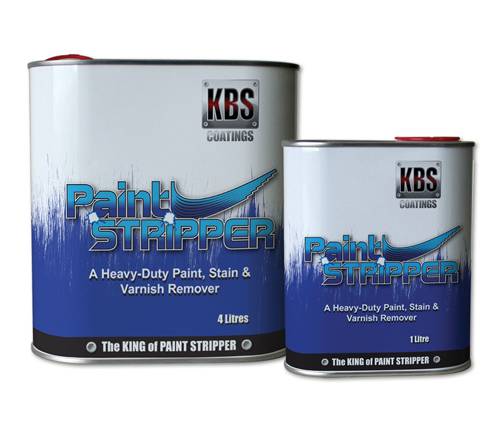 KBS
COATINGS
Paint
STRIPPER
A Heavy-Duty Paint, Stain &
Varnish Remover
4 Litres
The KING of PAINT STRIPPER
KBS
COATINGS
Paint
STRIPPER
A Heavy-Duty Paint, Stain &
Varnish Remover
1 Litre
The KING of PAINT STRIPPER